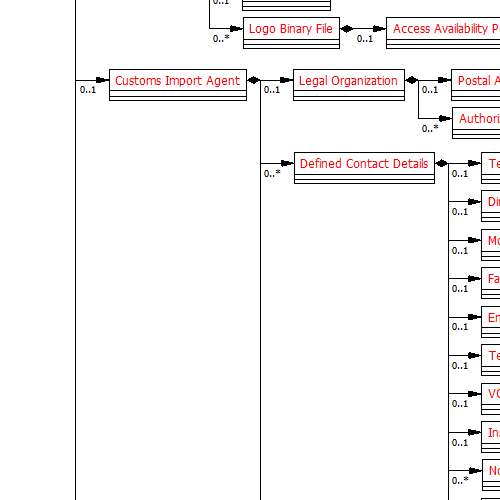 0..1
Logo Binary File
Access Availability P
0..*
0..1
Customs Import Agent
Legal Organization
Postal A
0..1
0..1
0..1
Authori
0..*
Defined Contact Details
Te
0..*
0..1
Di
0..1
Mo
0..1
Fa
0..1
Em
0..1
Te
0..1
VO
0..1
In
0..1
No
0..*